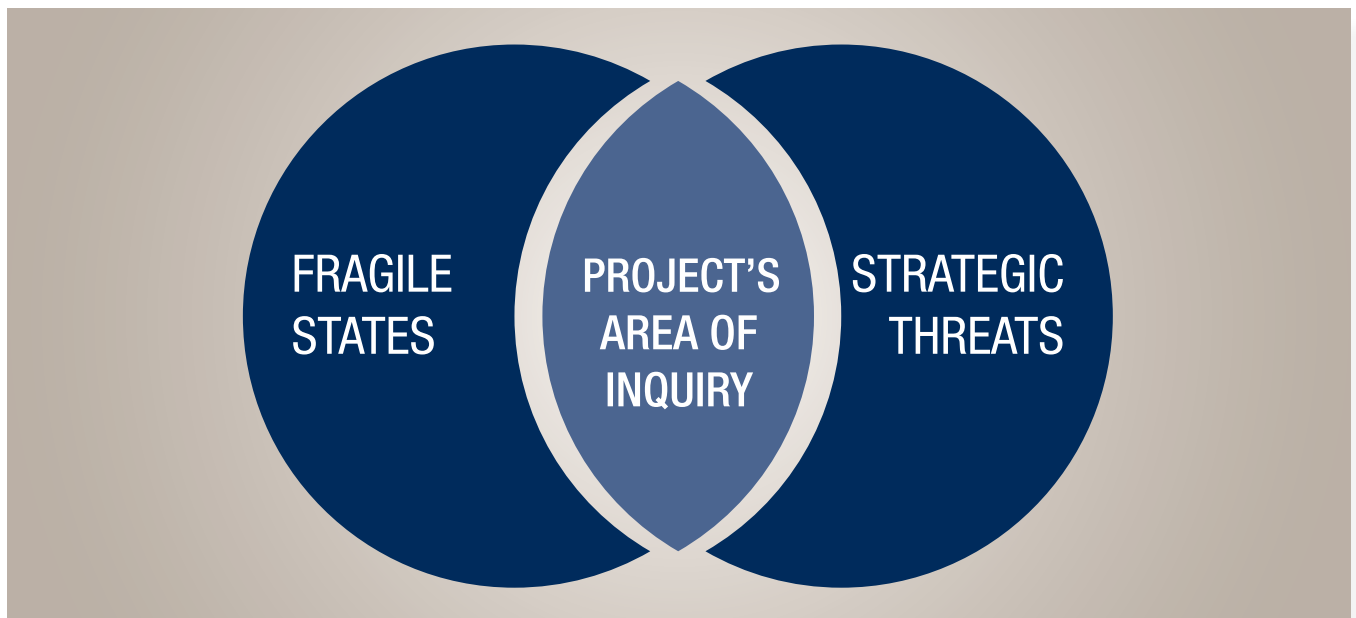 FRAGILE
STATES
PROJECT’S
AREA OF
INQUIRY
STRATEGIC
THREATS